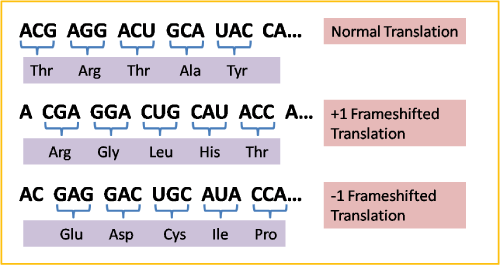 ACG AGG ACU GCA UAC CA...
Normal Translation
Thr Arg Thr Ala Tyr
A CGA GGA CUG CAU ACC A...
+1 Frameshifted
Translation
Arg Gly Leu His Thr
AC GAG GAC UGC AUA CCA...
-1 Frameshifted
Translation
Glu Asp Cys Ile Pro